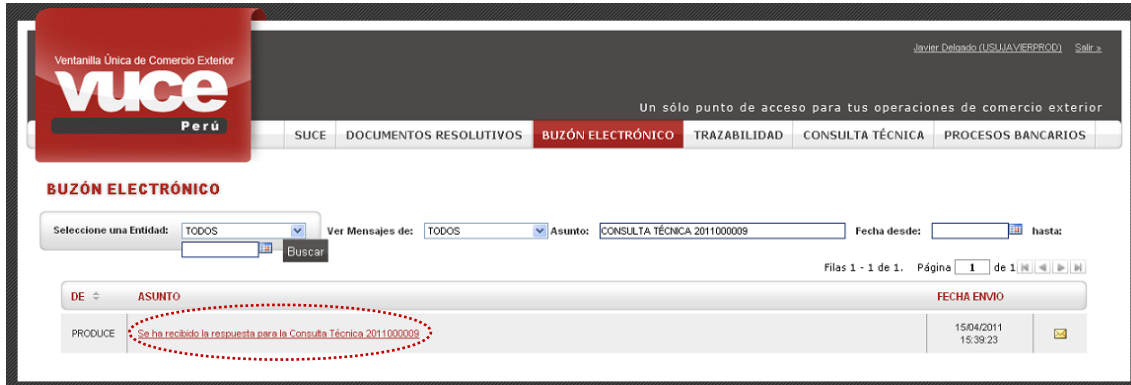 Javier Delgado (USUJAVIERPROD) Salir »
Ventanilla Única de Comercio Exterior
vuce
Perú
Un sólo punto de acceso para tus operaciones de comercio exterior
SUCE DOCUMENTOS RESOLUTIVOS BUZÓN ELECTRÓNICO TRAZABILIDAD CONSULTA TÉCNICA PROCESOS BANCARIOS
BUZÓN ELECTRÓNICO
Seleccione una Entidad: TODOS Ver Mensajes de: TODOS Asunto: CONSULTA TÉCNICA 2011000009 Fecha desde: hasta:
Buscar
Filas 1 - 1 de 1. Página 1 de 1
DE ASUNTO FECHA ENVIO
PRODUCE Se ha recibido la respuesta para la Consulta Técnica 2011000009 15/04/2011
15:39:23